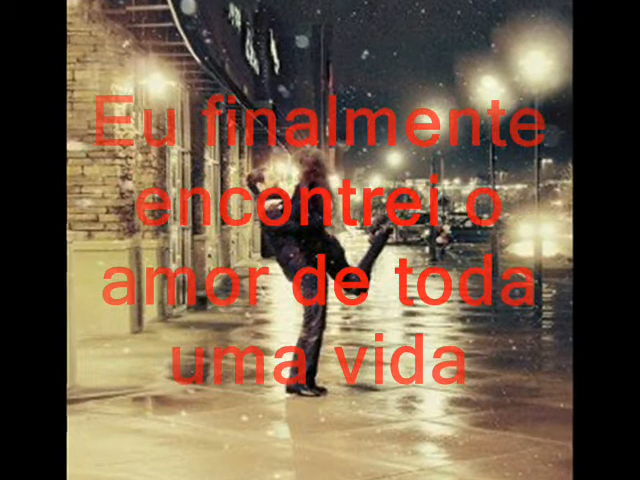 Eu finalmente
encontrei o
amor de toda
uma vida